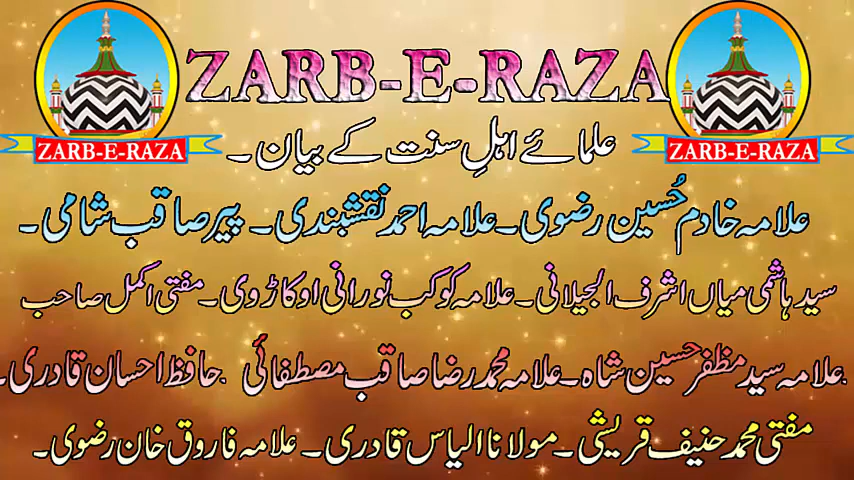 ZARB-E-RAZA
علمائے اہلِ سنت کے بیان۔
ZARB-E-RAZA
ZARB-E-RAZA
علامہ خادم حُسین رضوی۔ علامہ احمد نقشبندی۔ پیر صاقب شامی۔
سید ہاشمی میاں اشرف الجیلانی۔ علامہ کوکب نورانی اوکاڑوی۔ مفتی اکمل صاحب
علامہ سید مظفر حسین شاہ۔ علامہ محمد رضا صاقب مصطفائی۔ حافظ احسان قادری۔
مفتی محمد حنیف قریشی۔ مولانا الیاس قادری۔ علامہ فاروق خان رضوی۔